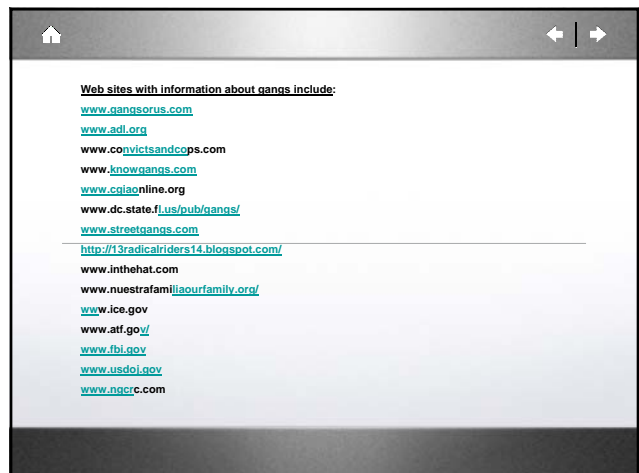 Web sites with information about gangs include:
www.gangsorus.com
www.adl.org
www.convictsandcops.com
www.knowgangs.com
www.cgiaonline.org
www.dc.state.fl.us/pub/gangs/
www.streetgangs.com
http://13radicalriders14.blogspot.com/
www.inthehat.com
www.nuestrafamiliaourfamily.org/
www.ice.gov
www.atf.gov/
www.fbi.gov
www.usdoj.gov
www.ngcrc.com